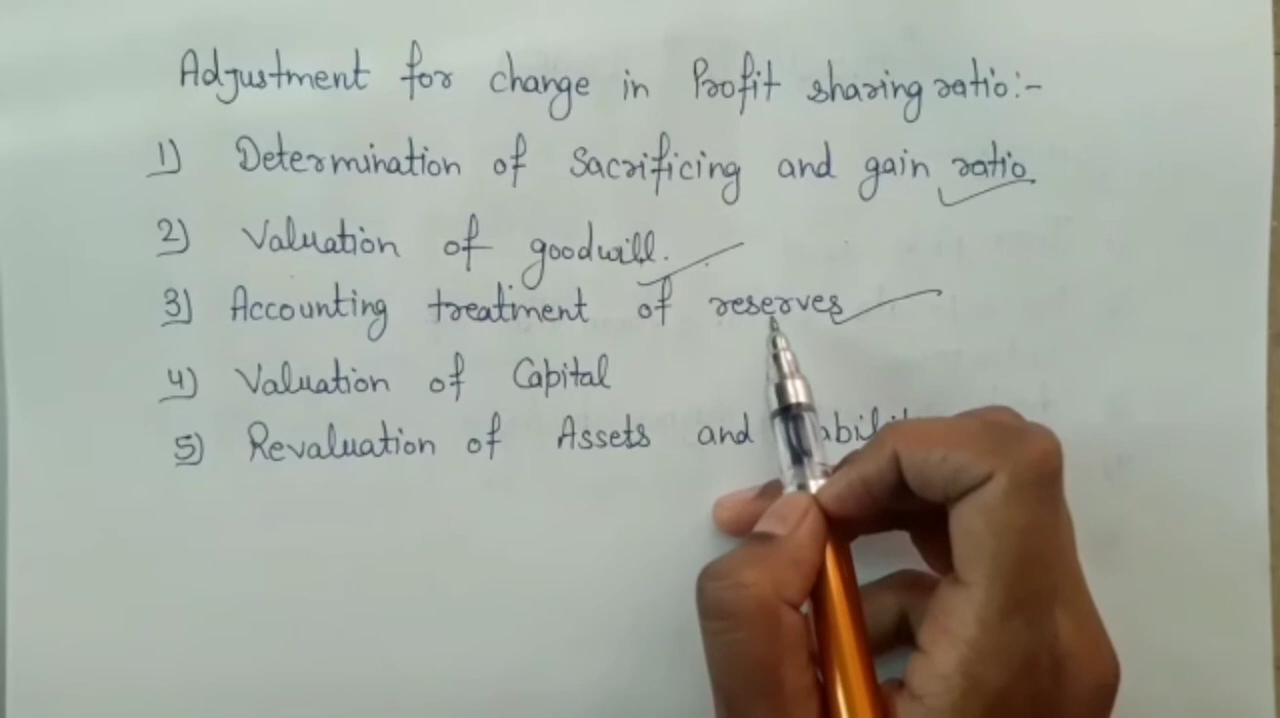 Adjustment for change in Profit sharing ratio:-
1) Determination of Sacrificing and gain ratio
2) Valuation of goodwill.
3) Accounting treatment of reserves
4) Valuation of Capital
5) Revaluation of Assets and